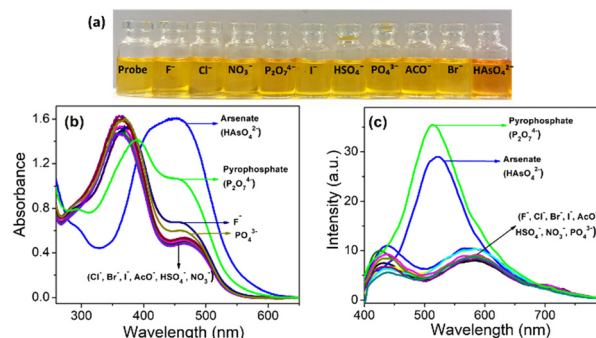 (a)
Probe F⁻ Cl⁻ NO₃⁻ P₂O₇⁴⁻ I⁻ HSO₄⁻ PO₄³⁻ ACO⁻ Br⁻ HAsO₄²⁻
(b)
Arsenate
(HAsO₄²⁻)
Pyrophosphate
(P₂O₇⁴⁻)
F⁻
PO₄³⁻
(Cl⁻, Br⁻, I⁻, AcO⁻, HSO₄⁻, NO₃⁻)
Absorbance
1.6
1.2
0.8
0.4
0.0
300 400 500 600
Wavelength (nm)
(c)
Pyrophosphate
(P₂O₇⁴⁻)
Arsenate
(HAsO₄²⁻)
(F⁻, Cl⁻, Br⁻, I⁻, AcO⁻
HSO₄⁻, NO₃⁻, PO₄³⁻)
Intensity (a.u.)
40
30
20
10
0
400 500 600 700
Wavelength (nm)